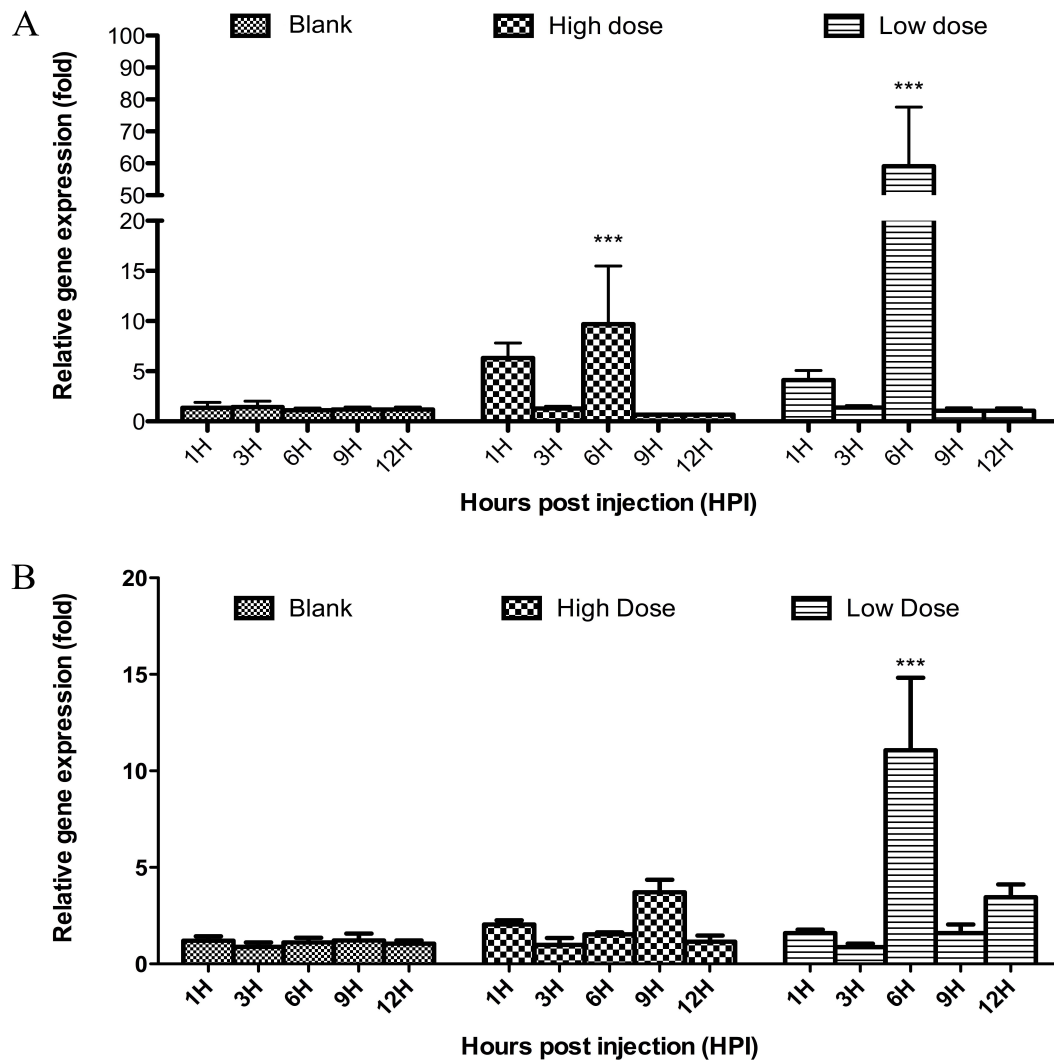 A
Blank High dose Low dose
Relative gene expression (fold)
100
90
80
70
60
50
20
15
10
5
0
***
***
1H 3H 6H 9H 12H 1H 3H 6H 9H 12H 1H 3H 6H 9H 12H
Hours post injection (HPI)
B
Blank High Dose Low Dose
Relative gene expression (fold)
20
15
10
5
0
***
1H 3H 6H 9H 12H 1H 3H 6H 9H 12H 1H 3H 6H 9H 12H
Hours post injection (HPI)